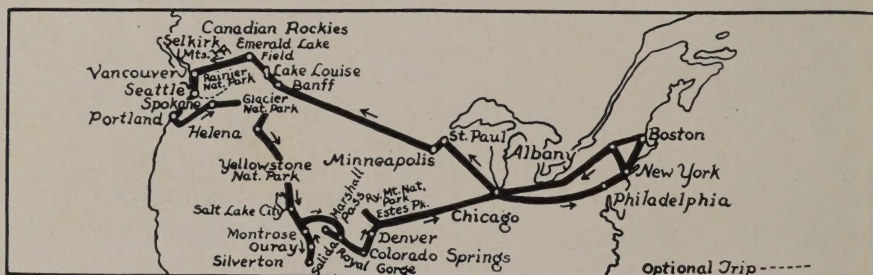 Canadian Rockies
Selkirk
Mts.
Emerald Lake
Field
Vancouver
Lake Louise
Banff
Rainier
Nat. Park
Seattle
Spokane
Glacier
Nat. Park
Portland
Helena
St. Paul
Minneapolis
Albany
Boston
New York
Philadelphia
Chicago
Yellowstone
Nat. Park
Marshall
Pass
Ry. Mt. Nat.
Park
Estes Pk.
Salt Lake City
Montrose
Ouray
Silverton
Salida
Royal
Gorge
Denver
Colorado Springs
Optional Trip